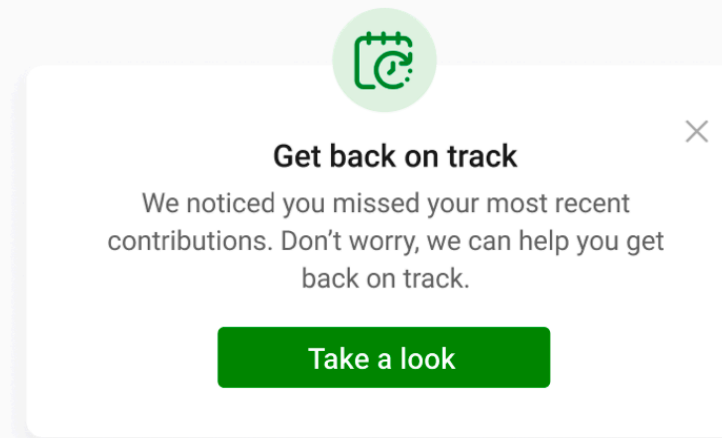 Get back on track
We noticed you missed your most recent
contributions. Don’t worry, we can help you get
back on track.
Take a look